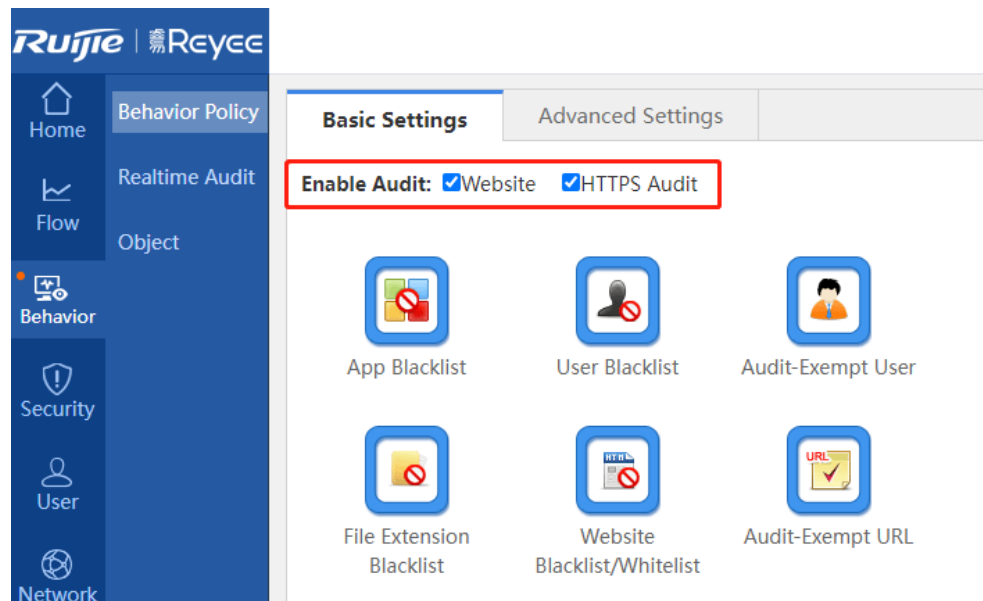 Ruijie | Reyee
Home
Flow
Behavior
Security
User
Network
Behavior Policy
Realtime Audit
Object
Basic Settings
Advanced Settings
Enable Audit: Website HTTPS Audit
App Blacklist
User Blacklist
Audit-Exempt User
File Extension
Blacklist
HTML
Website
Blacklist/Whitelist
URL
Audit-Exempt URL